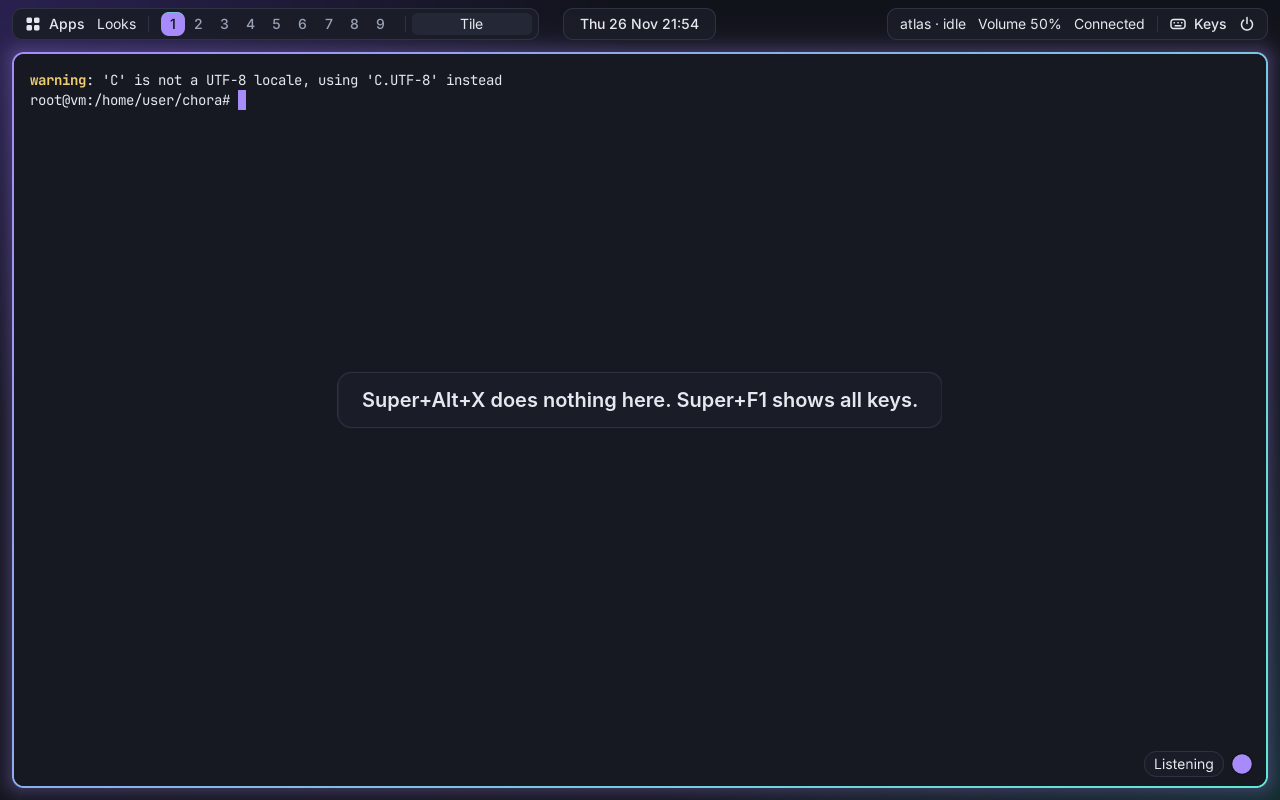 Apps Looks 1 2 3 4 5 6 7 8 9 Tile Thu 26 Nov 21:54 atlas · idle Volume 50% Connected Keys
warning: 'C' is not a UTF-8 locale, using 'C.UTF-8' instead
root@vm:/home/user/chora#
Super+Alt+X does nothing here. Super+F1 shows all keys.
Listening